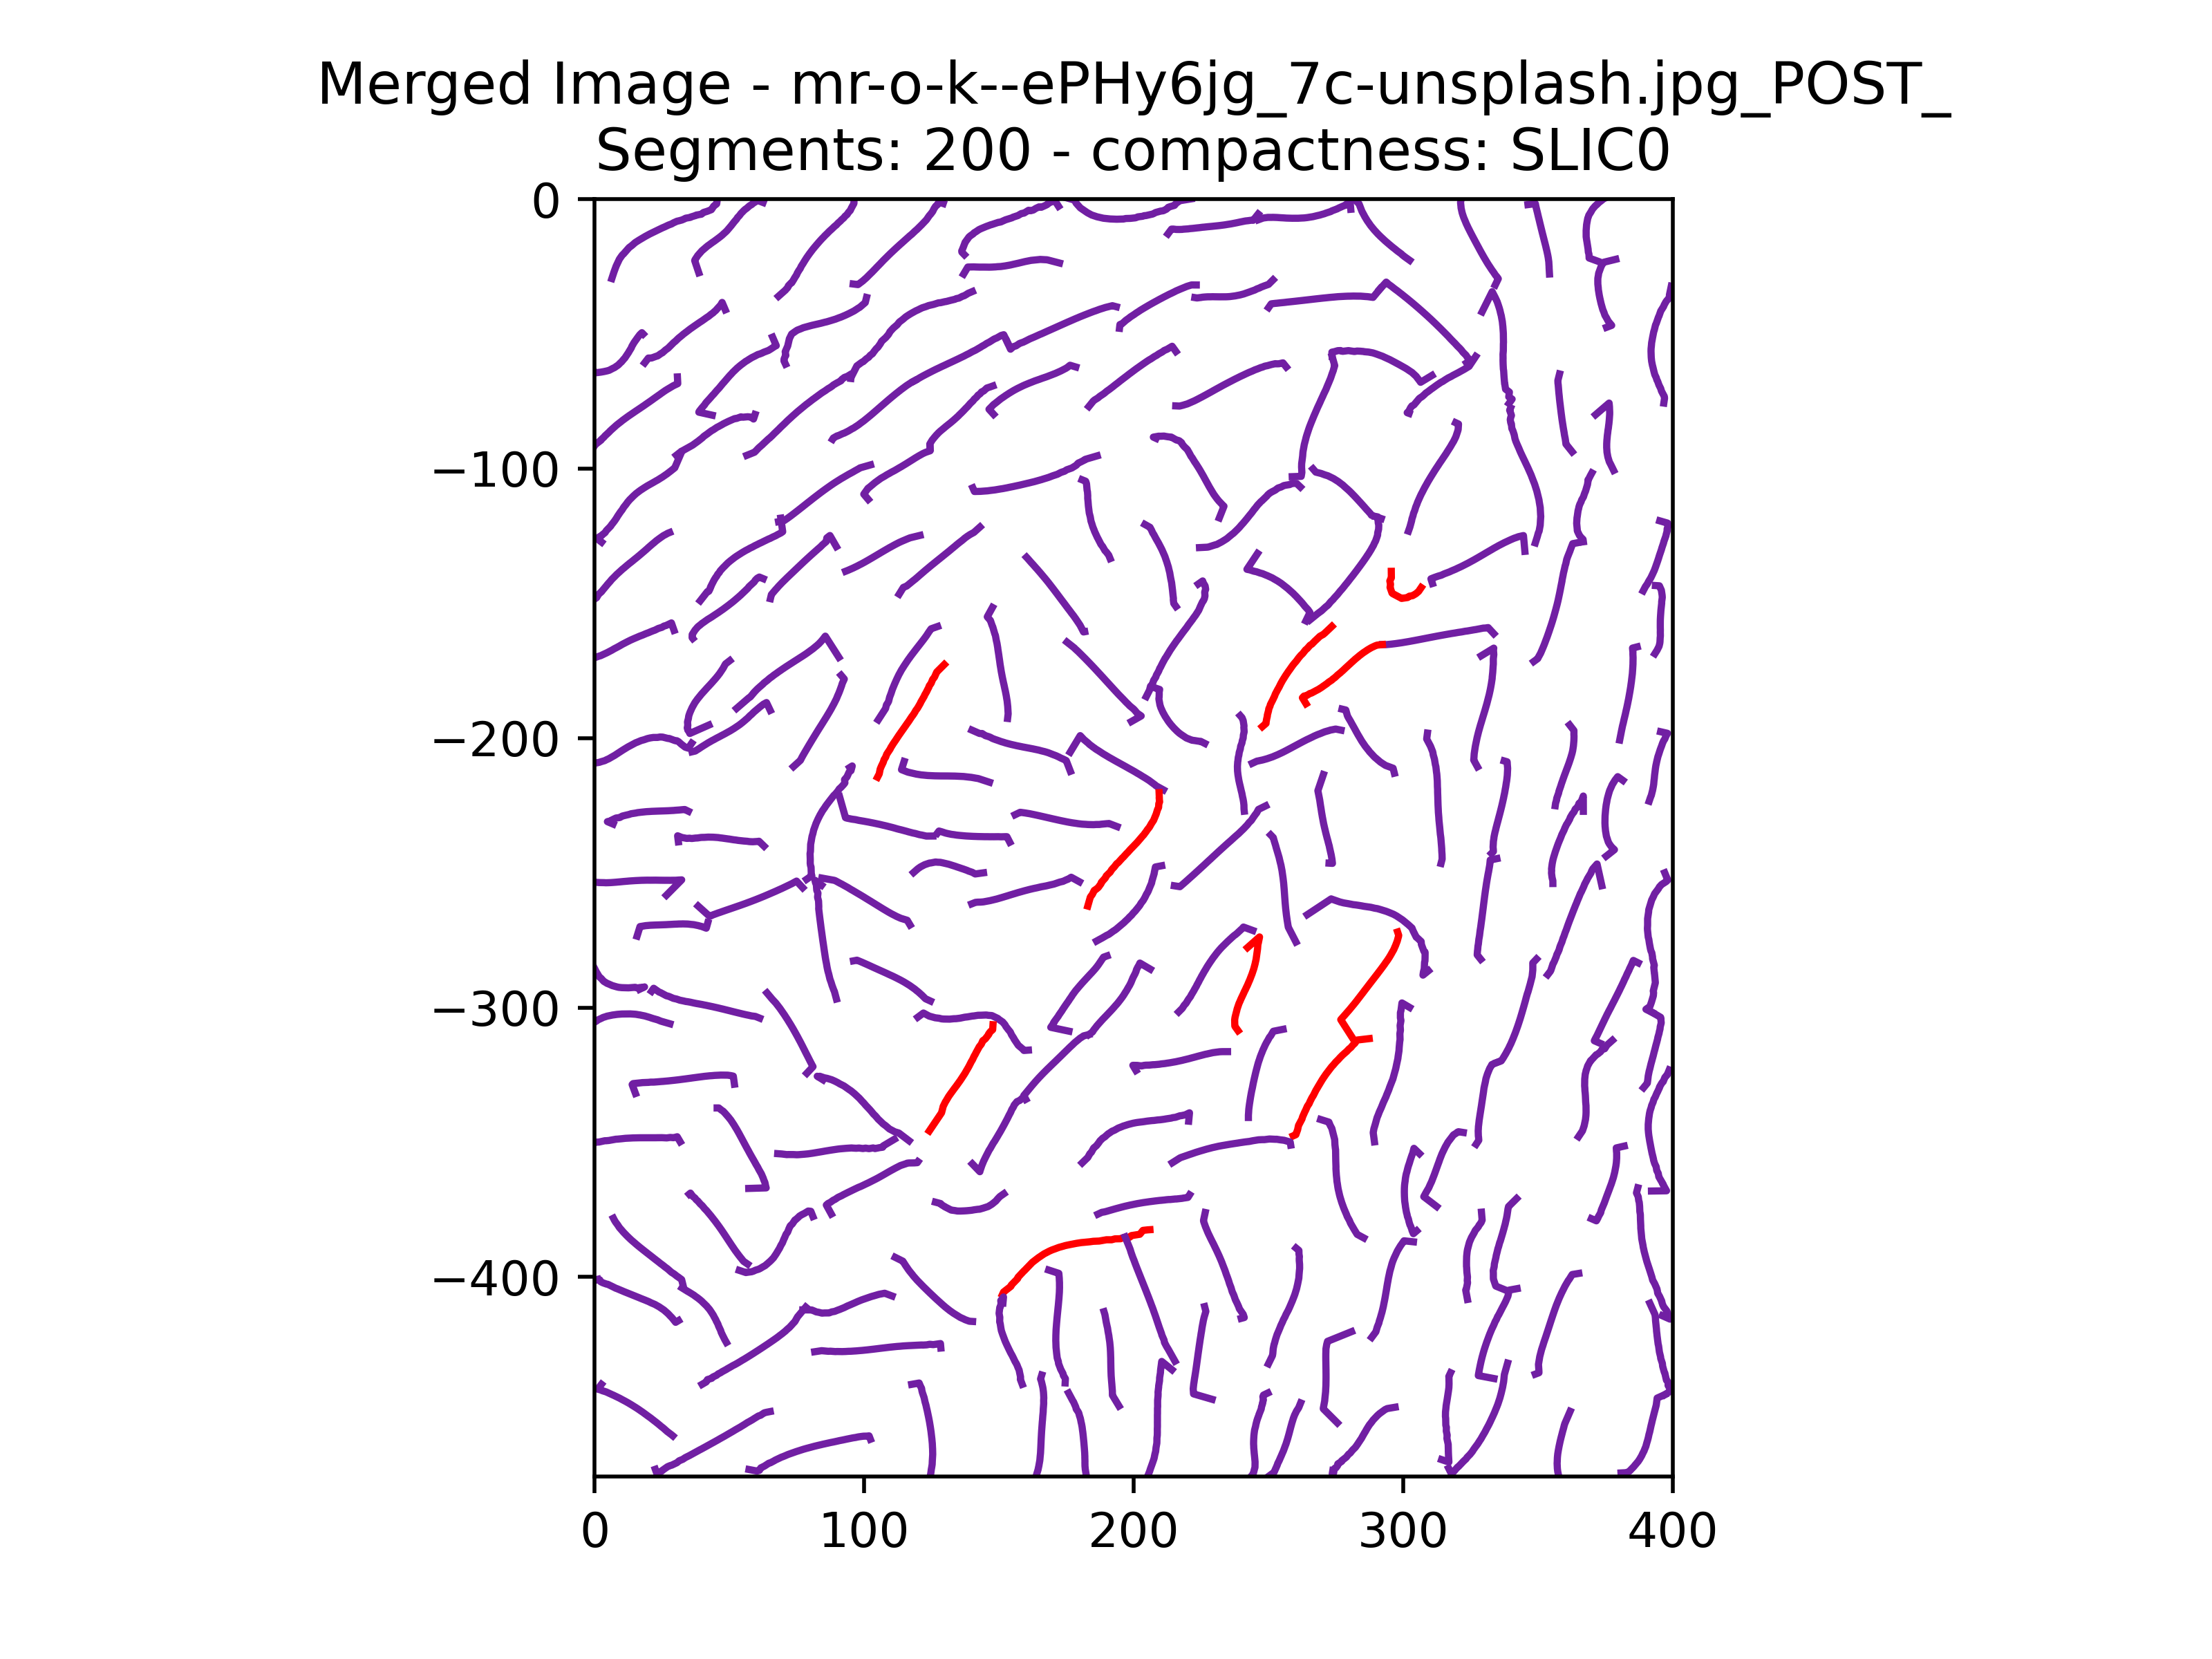 Merged Image - mr-o-k--ePHy6jg_7c-unsplash.jpg_POST_
Segments: 200 - compactness: SLIC0
0
−100
−200
−300
−400
0 100 200 300 400